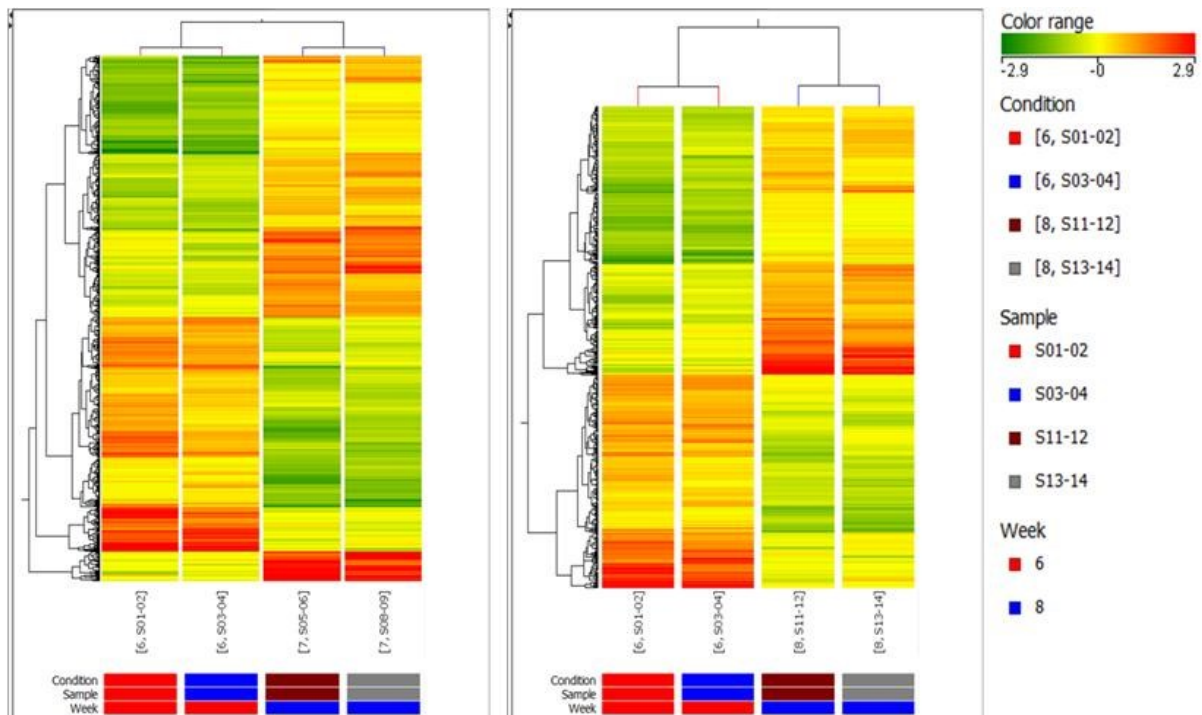 [6, S01-02]
[6, S03-04]
[7, S05-06]
[7, S08-09]
Condition
Sample
Week
[6, S01-02]
[6, S03-04]
[8, S11-12]
[8, S13-14]
Condition
Sample
Week
Color range
-2.9 -0 2.9
Condition
[6, S01-02]
[6, S03-04]
[8, S11-12]
[8, S13-14]
Sample
S01-02
S03-04
S11-12
S13-14
Week
6
8